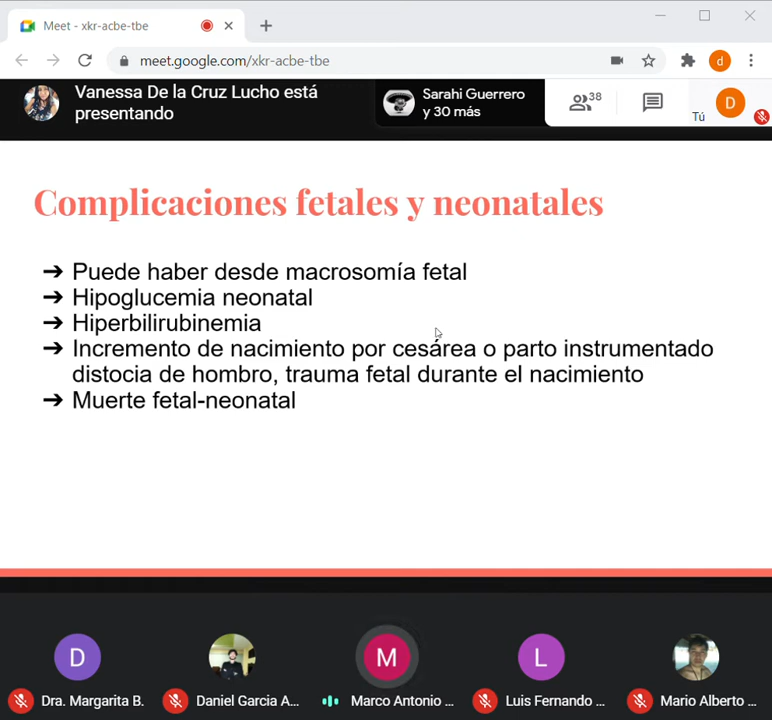 Meet - xkr-acbe-tbe
meet.google.com/xkr-acbe-tbe
d
Vanessa De la Cruz Lucho está
presentando
Sarahi Guerrero
y 30 más
38
Tú
D
Complicaciones fetales y neonatales
➔ Puede haber desde macrosomía fetal
➔ Hipoglucemia neonatal
➔ Hiperbilirubinemia
➔ Incremento de nacimiento por cesárea o parto instrumentado
distocia de hombro, trauma fetal durante el nacimiento
➔ Muerte fetal-neonatal
D
M
L
Dra. Margarita B.
Daniel Garcia A...
Marco Antonio ...
Luis Fernando ...
Mario Alberto ...